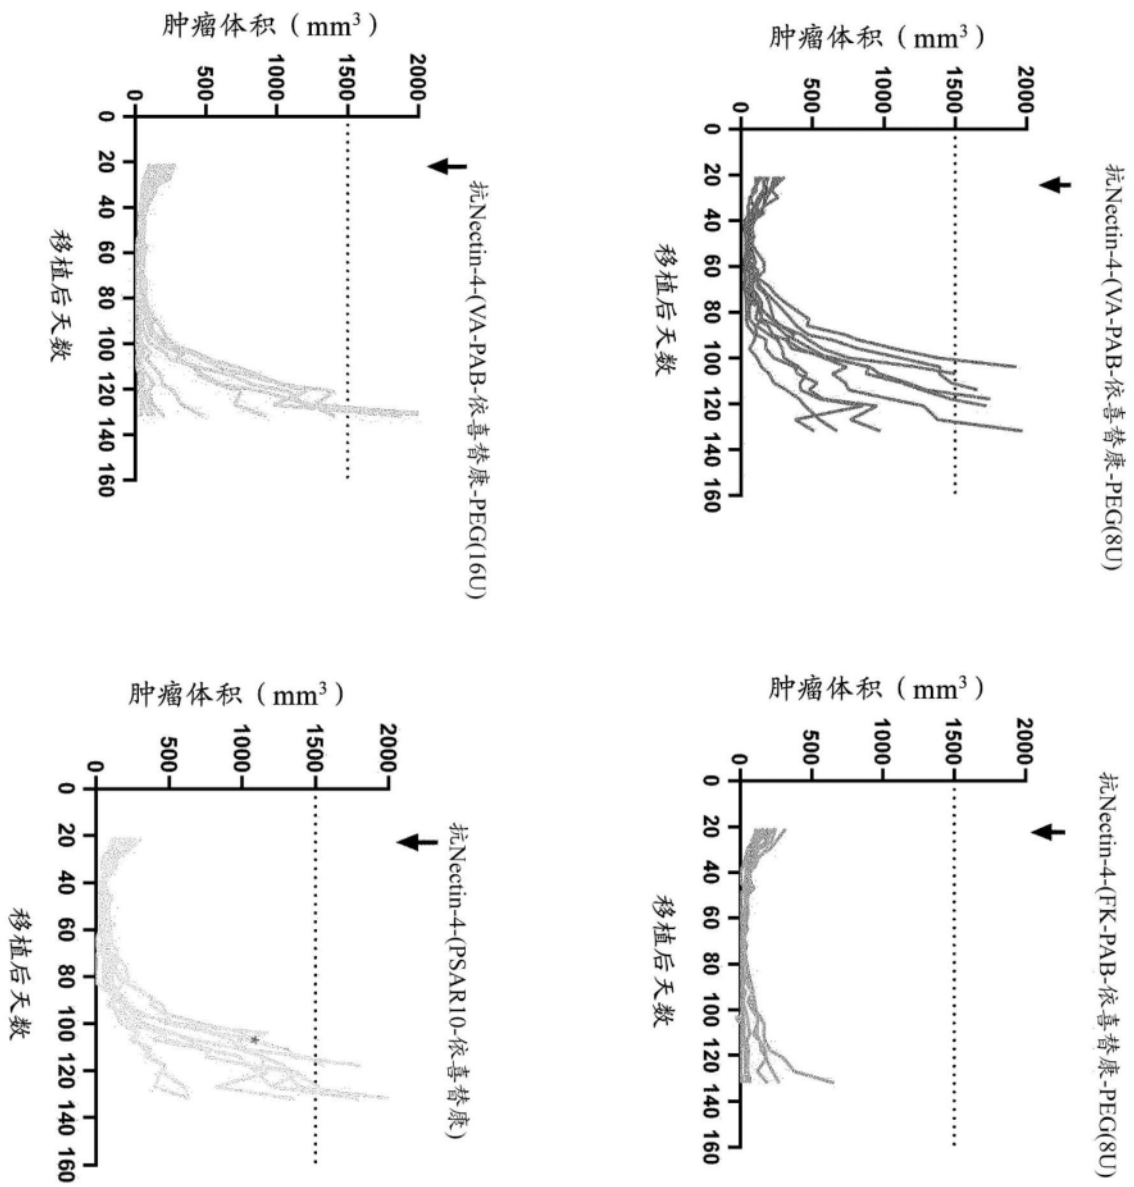 抗Nectin-4-(VA-PAB-依喜替康-PEG(8U)
肿瘤体积（mm³）
2000
1500
1000
500
0
0 20 40 60 80 100 120 140 160
移植后天数
抗Nectin-4-(FK-PAB-依喜替康-PEG(8U)
肿瘤体积（mm³）
2000
1500
1000
500
0
0 20 40 60 80 100 120 140 160
移植后天数
抗Nectin-4-(VA-PAB-依喜替康-PEG(16U)
肿瘤体积（mm³）
2000
1500
1000
500
0
0 20 40 60 80 100 120 140 160
移植后天数
抗Nectin-4-(PSAR10-依喜替康)
肿瘤体积（mm³）
2000
1500
1000
500
0
*
0 20 40 60 80 100 120 140 160
移植后天数